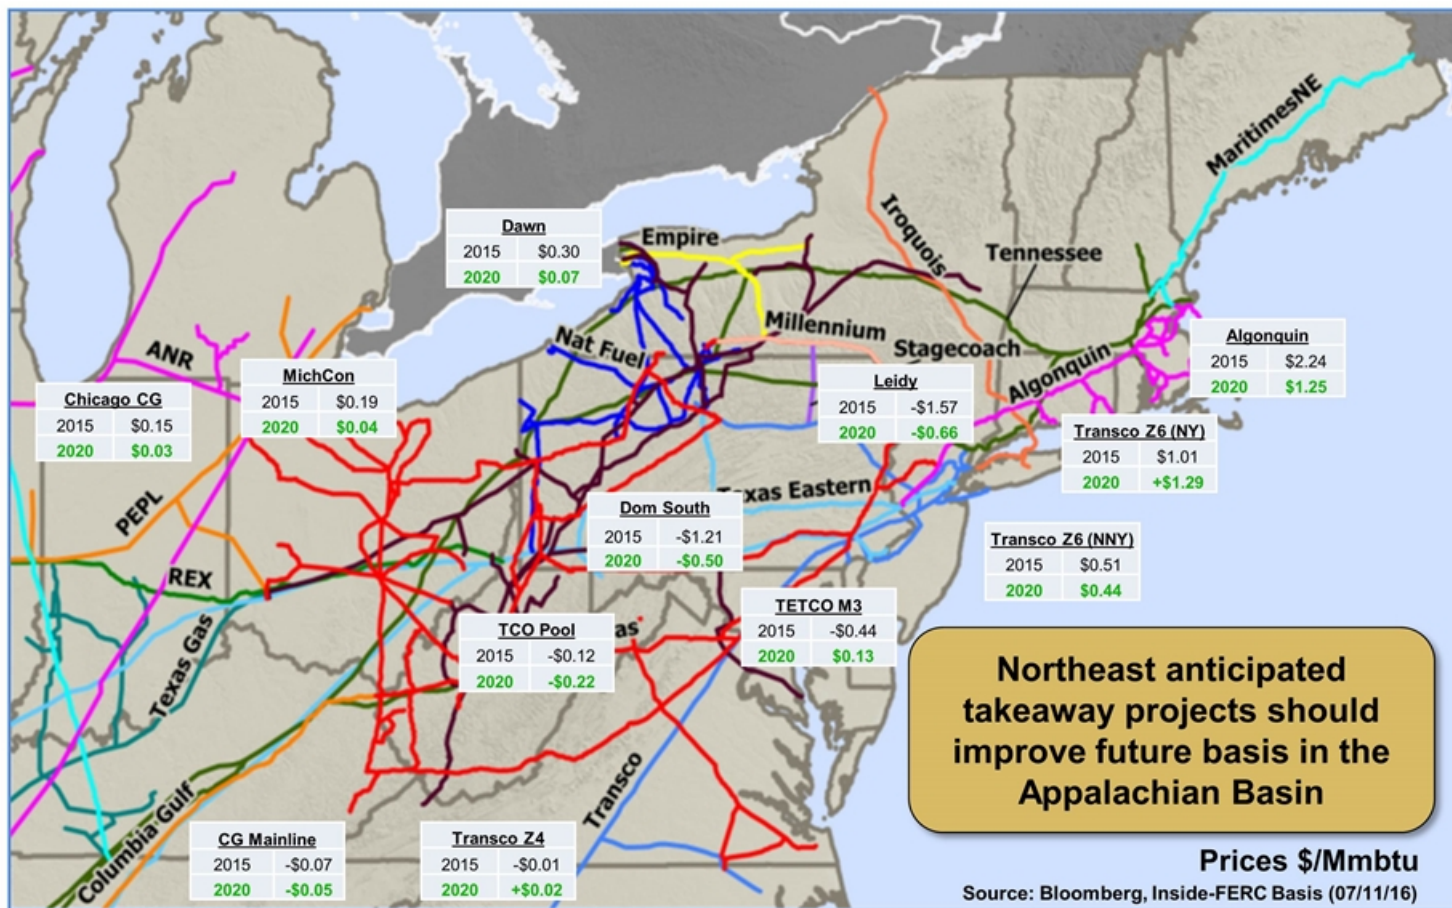 MaritimesNE
Dawn
2015 $0.30
2020 $0.07
Empire
Iroquois
Tennessee
Millennium
Nat Fuel
Stagecoach
Algonquin
Algonquin
2015 $2.24
2020 $1.25
ANR
MichCon
2015 $0.19
2020 $0.04
Chicago CG
2015 $0.15
2020 $0.03
Leidy
2015 -$1.57
2020 -$0.66
Transco Z6 (NY)
2015 $1.01
2020 +$1.29
PEPL
Texas Eastern
Dom South
2015 -$1.21
2020 -$0.50
Transco Z6 (NNY)
2015 $0.51
2020 $0.44
REX
TETCO M3
2015 -$0.44
2020 $0.13
TCO Pool
2015 -$0.12
2020 -$0.22
as
Texas Gas
Northeast anticipated
takeaway projects should
improve future basis in the
Appalachian Basin
Transco
Columbia Gulf
CG Mainline
2015 -$0.07
2020 -$0.05
Transco Z4
2015 -$0.01
2020 +$0.02
Prices $/Mmbtu
Source: Bloomberg, Inside-FERC Basis (07/11/16)